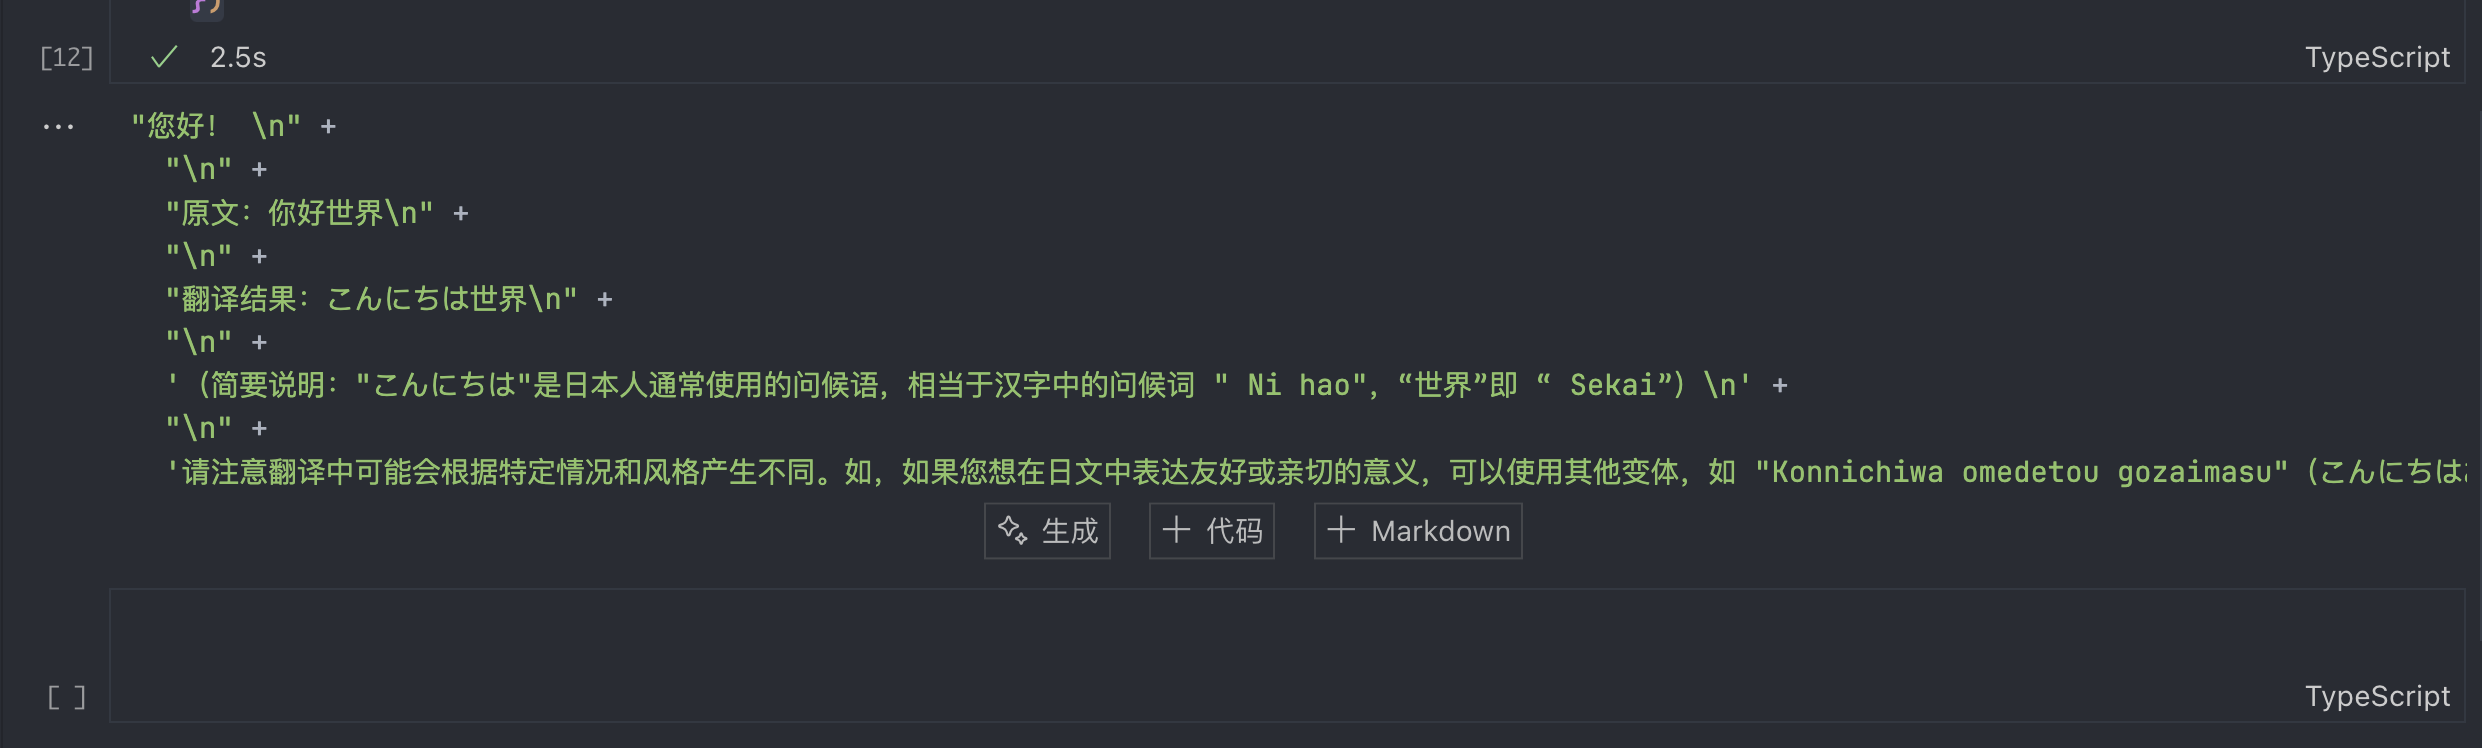 })
[12]
2.5s
TypeScript
...
"您好！ \n" +
"\n" +
"原文：你好世界\n" +
"\n" +
"翻译结果：こんにちは世界\n" +
"\n" +
'（简要说明："こんにちは"是日本人通常使用的问候语，相当于汉字中的问候词 " Ni hao"，“世界”即 “ Sekai”）\n' +
"\n" +
'请注意翻译中可能会根据特定情况和风格产生不同。如，如果您想在日文中表达友好或亲切的意义，可以使用其他变体，如 "Konnichiwa omedetou gozaimasu"（こんにちは
生成
代码
Markdown
[ ]
TypeScript